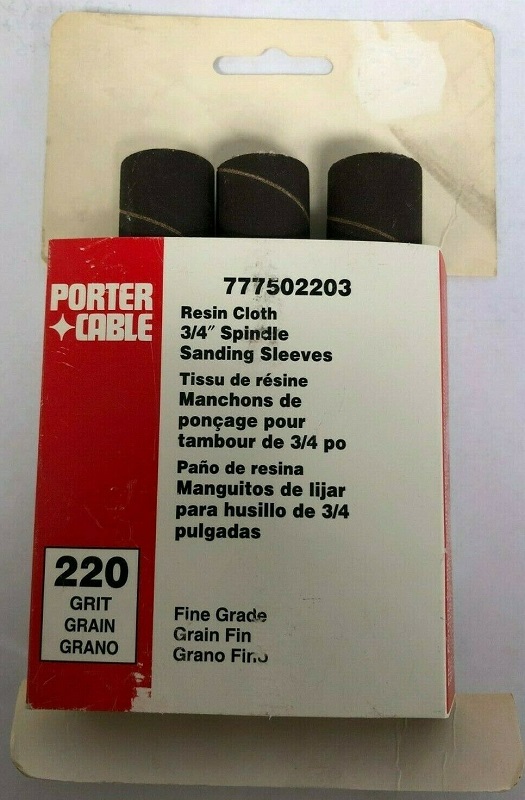 777502203
PORTER
CABLE
Resin Cloth
3/4″ Spindle
Sanding Sleeves
Tissu de résine
Manchons de
ponçage pour
tambour de 3/4 po
Paño de resina
Manguitos de lijar
para husillo de 3/4
pulgadas
220
GRIT
GRAIN
GRANO
Fine Grade
Grain Fin
Grano Fino